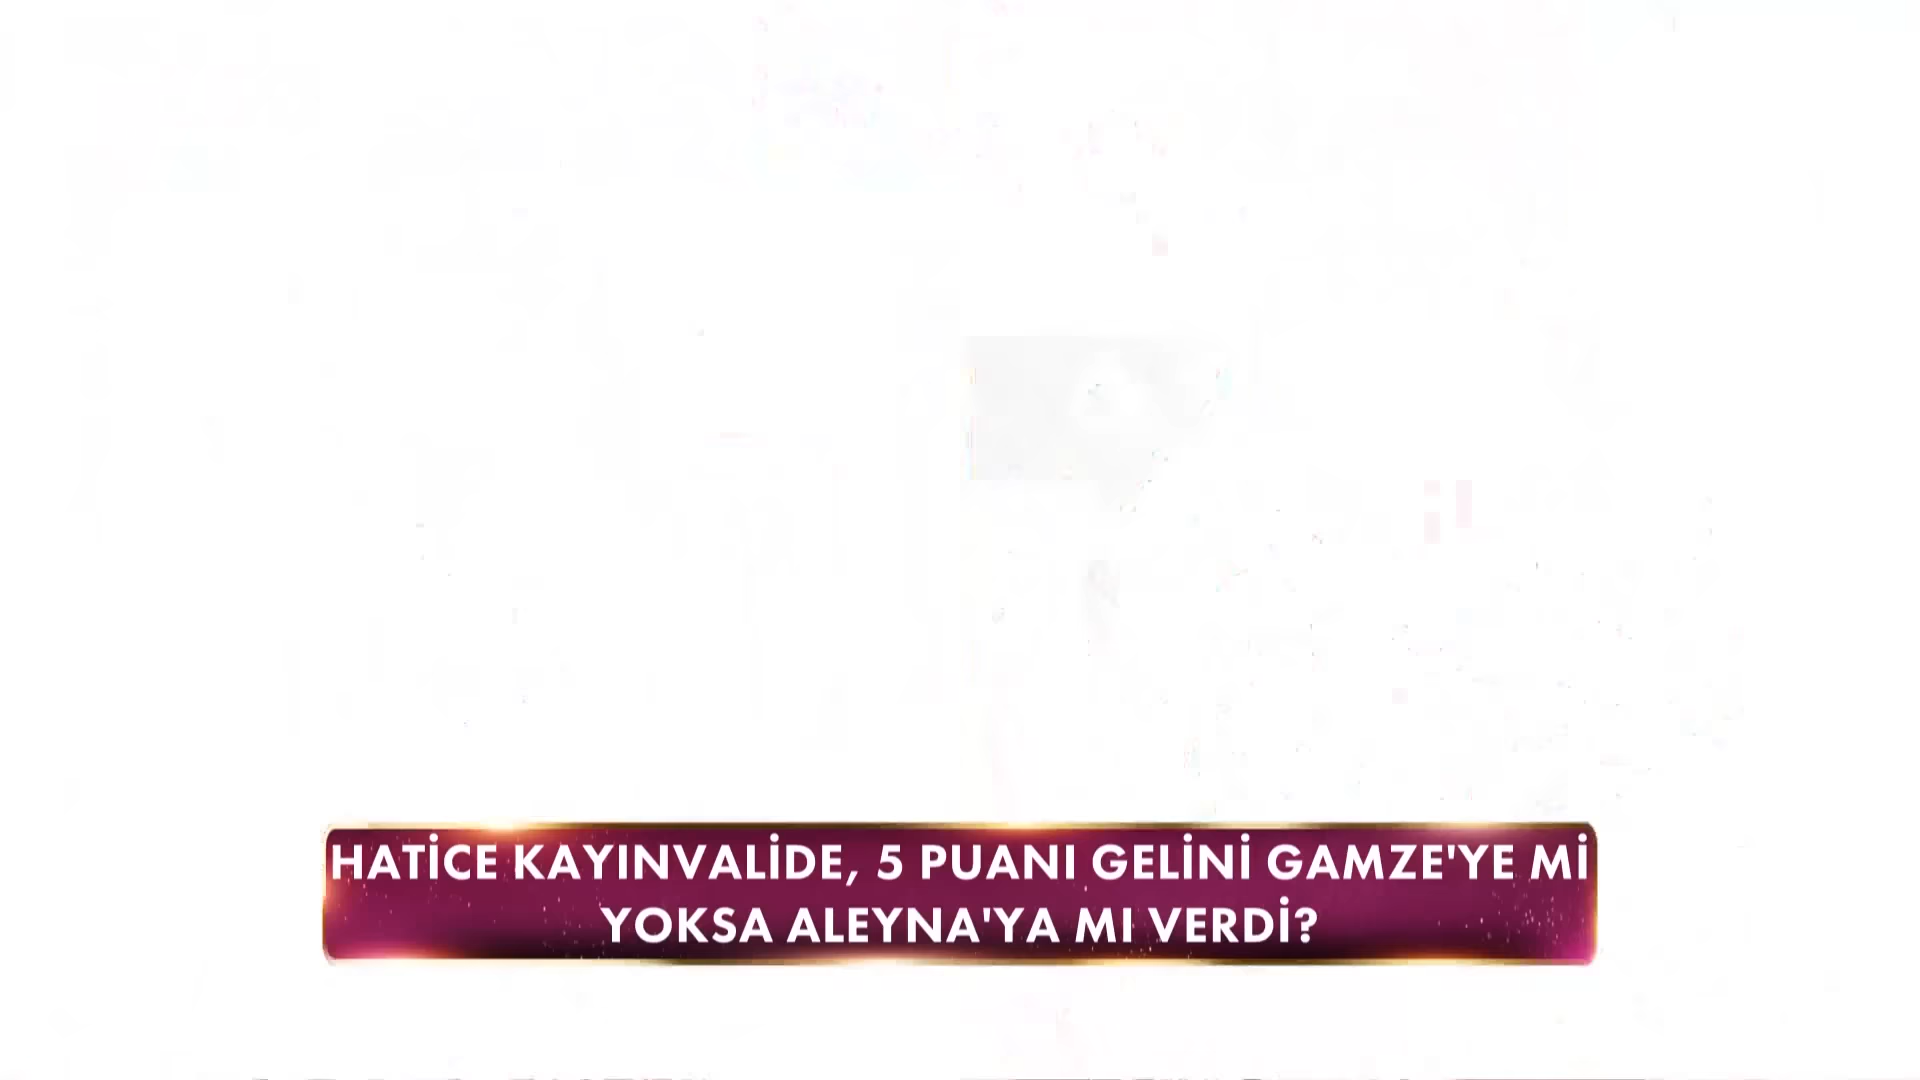 HATİCE KAYINVALİDE, 5 PUANI GELİNİ GAMZE'YE Mİ
YOKSA ALEYNA'YA MI VERDİ?